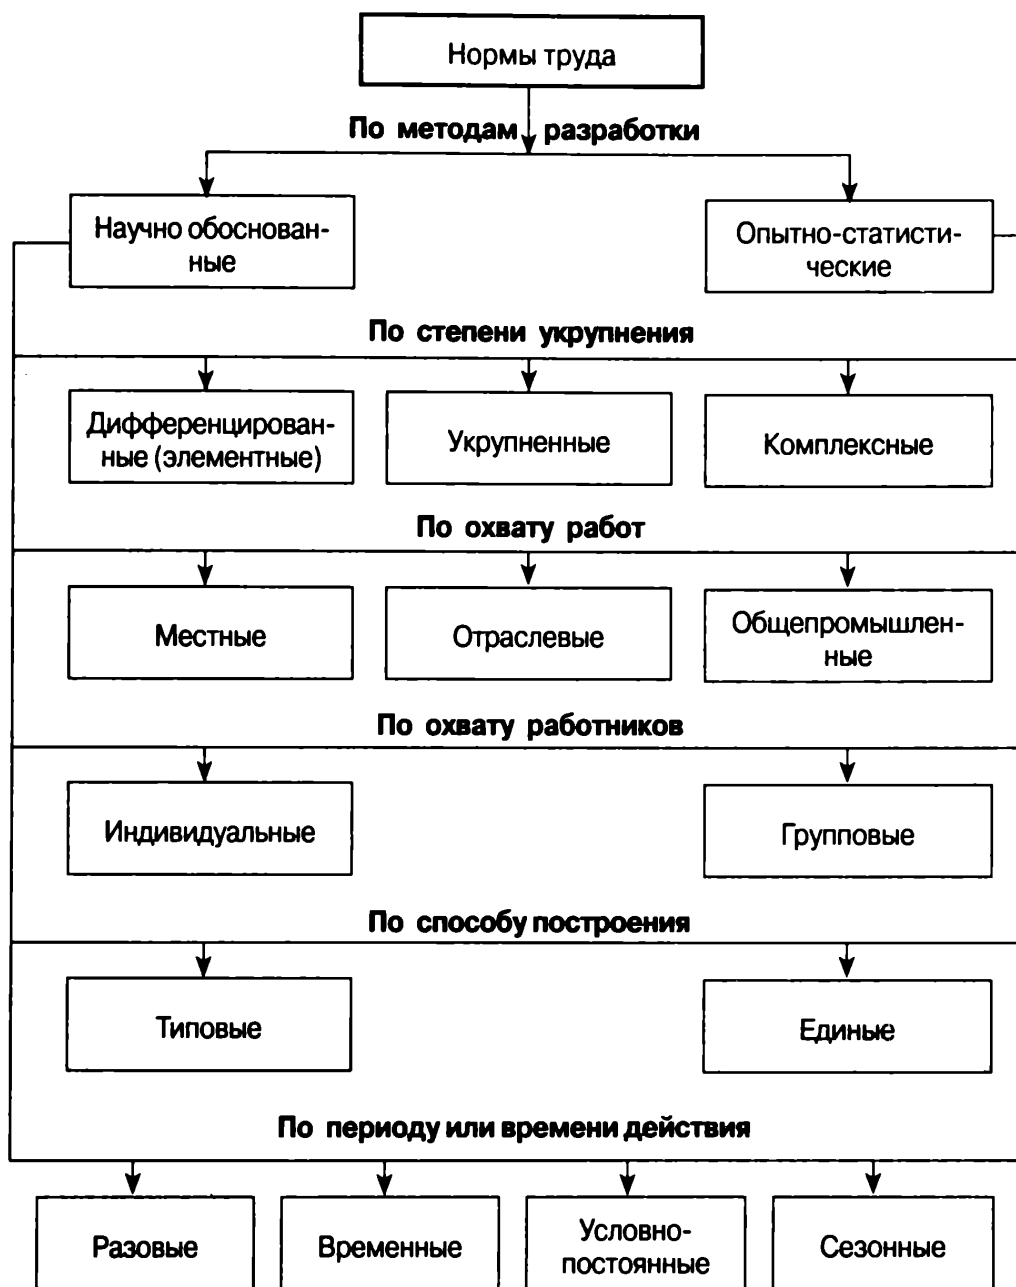 Нормы труда
По методам разработки
Научно обоснован-
ные
Опытно-статисти-
ческие
По степени укрупнения
Дифференцирован-
ные (элементные)
Укрупненные
Комплексные
По охвату работ
Местные
Отраслевые
Общепромышлен-
ные
По охвату работников
Индивидуальные
Групповые
По способу построения
Типовые
Единые
По периоду или времени действия
Разовые
Временные
Условно-
постоянные
Сезонные